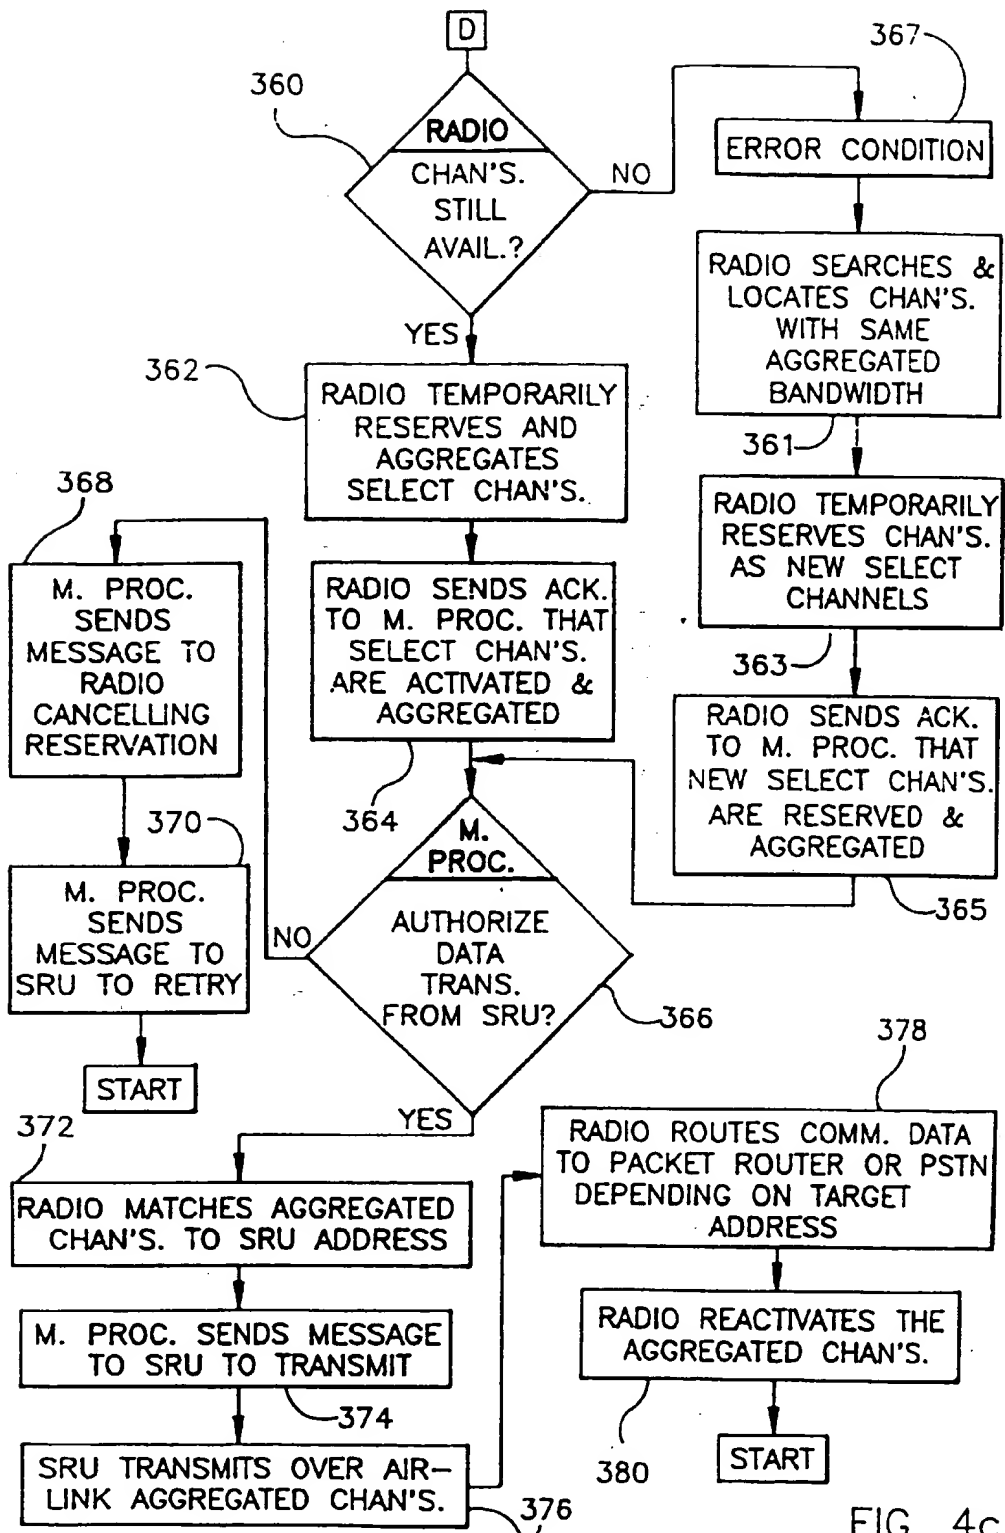 D
360
RADIO
CHAN'S.
STILL
AVAIL.?
NO
YES
367
ERROR CONDITION
RADIO SEARCHES &
LOCATES CHAN'S.
WITH SAME
AGGREGATED
BANDWIDTH
361
RADIO TEMPORARILY
RESERVES CHAN'S.
AS NEW SELECT
CHANNELS
363
RADIO SENDS ACK.
TO M. PROC. THAT
NEW SELECT CHAN'S.
ARE RESERVED &
AGGREGATED
365
362
RADIO TEMPORARILY
RESERVES AND
AGGREGATES
SELECT CHAN'S.
RADIO SENDS ACK.
TO M. PROC. THAT
SELECT CHAN'S.
ARE ACTIVATED &
AGGREGATED
364
M.
PROC.
AUTHORIZE
DATA
TRANS.
FROM SRU?
366
NO
YES
368
M. PROC.
SENDS
MESSAGE TO
RADIO
CANCELLING
RESERVATION
370
M. PROC.
SENDS
MESSAGE TO
SRU TO RETRY
START
372
RADIO MATCHES AGGREGATED
CHAN'S. TO SRU ADDRESS
M. PROC. SENDS MESSAGE
TO SRU TO TRANSMIT
374
SRU TRANSMITS OVER AIR-
LINK AGGREGATED CHAN'S.
376
378
RADIO ROUTES COMM. DATA
TO PACKET ROUTER OR PSTN
DEPENDING ON TARGET
ADDRESS
RADIO REACTIVATES THE
AGGREGATED CHAN'S.
380
START
FIG. 4c